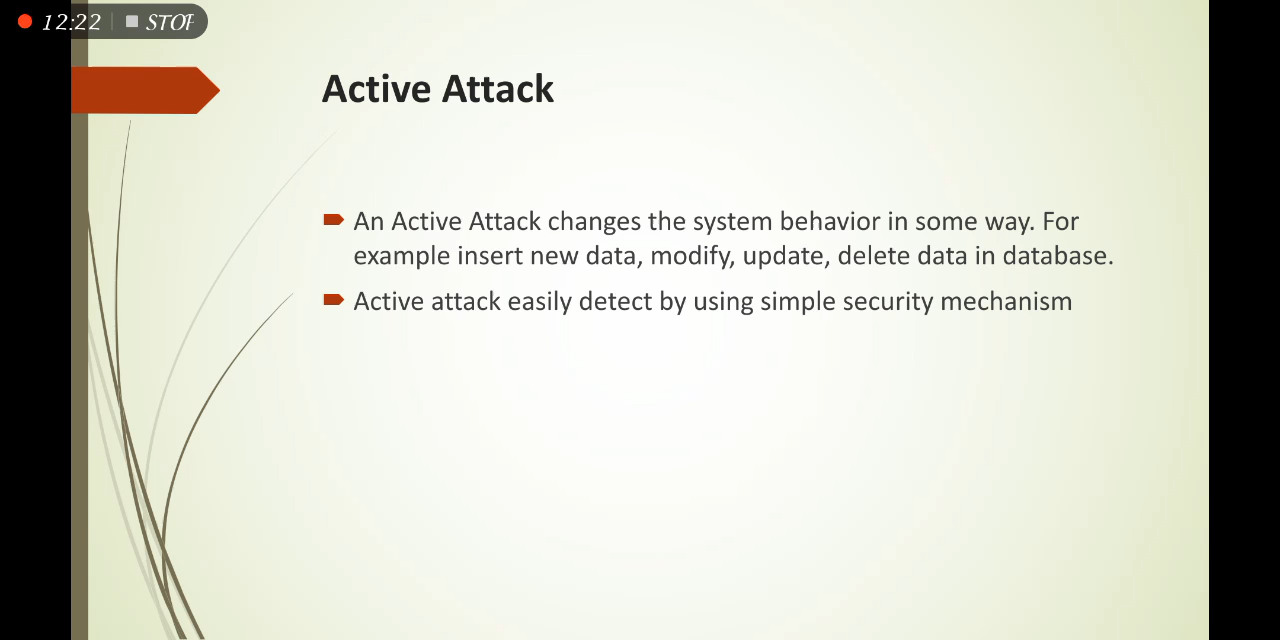 12:22 STOP
Active Attack
An Active Attack changes the system behavior in some way. For
example insert new data, modify, update, delete data in database.
Active attack easily detect by using simple security mechanism